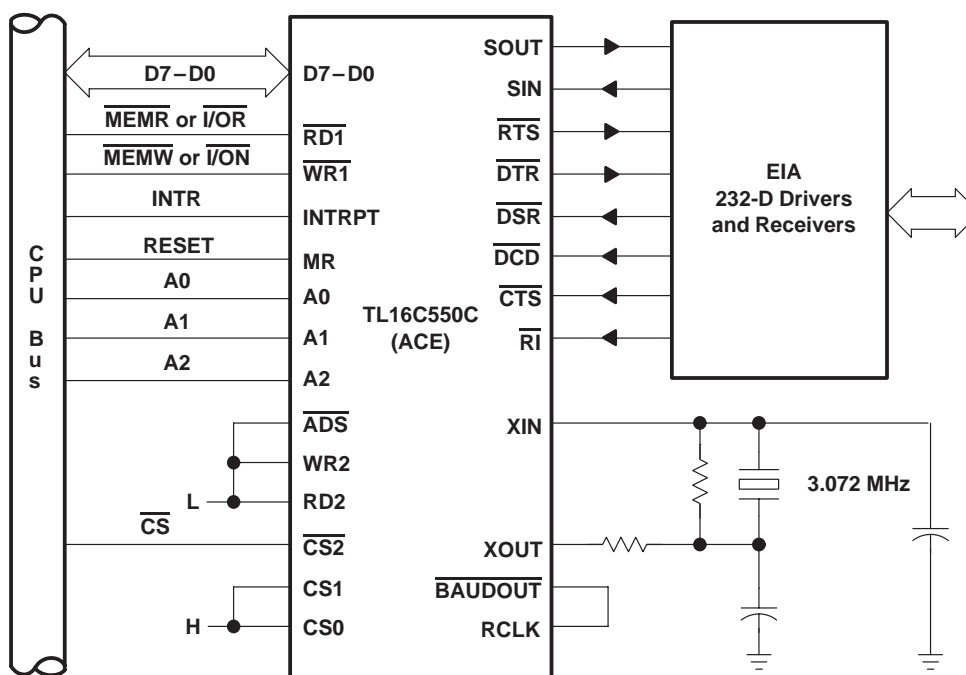 CPU Bus
D7–D0
MEMR or I/OR
MEMW or I/ON
INTR
RESET
A0
A1
A2
L
CS
H
D7–D0
RD1
WR1
INTRPT
MR
A0
A1
A2
ADS
WR2
RD2
CS2
CS1
CS0
TL16C550C
(ACE)
SOUT
SIN
RTS
DTR
DSR
DCD
CTS
RI
XIN
XOUT
BAUDOUT
RCLK
EIA
232-D Drivers
and Receivers
3.072 MHz